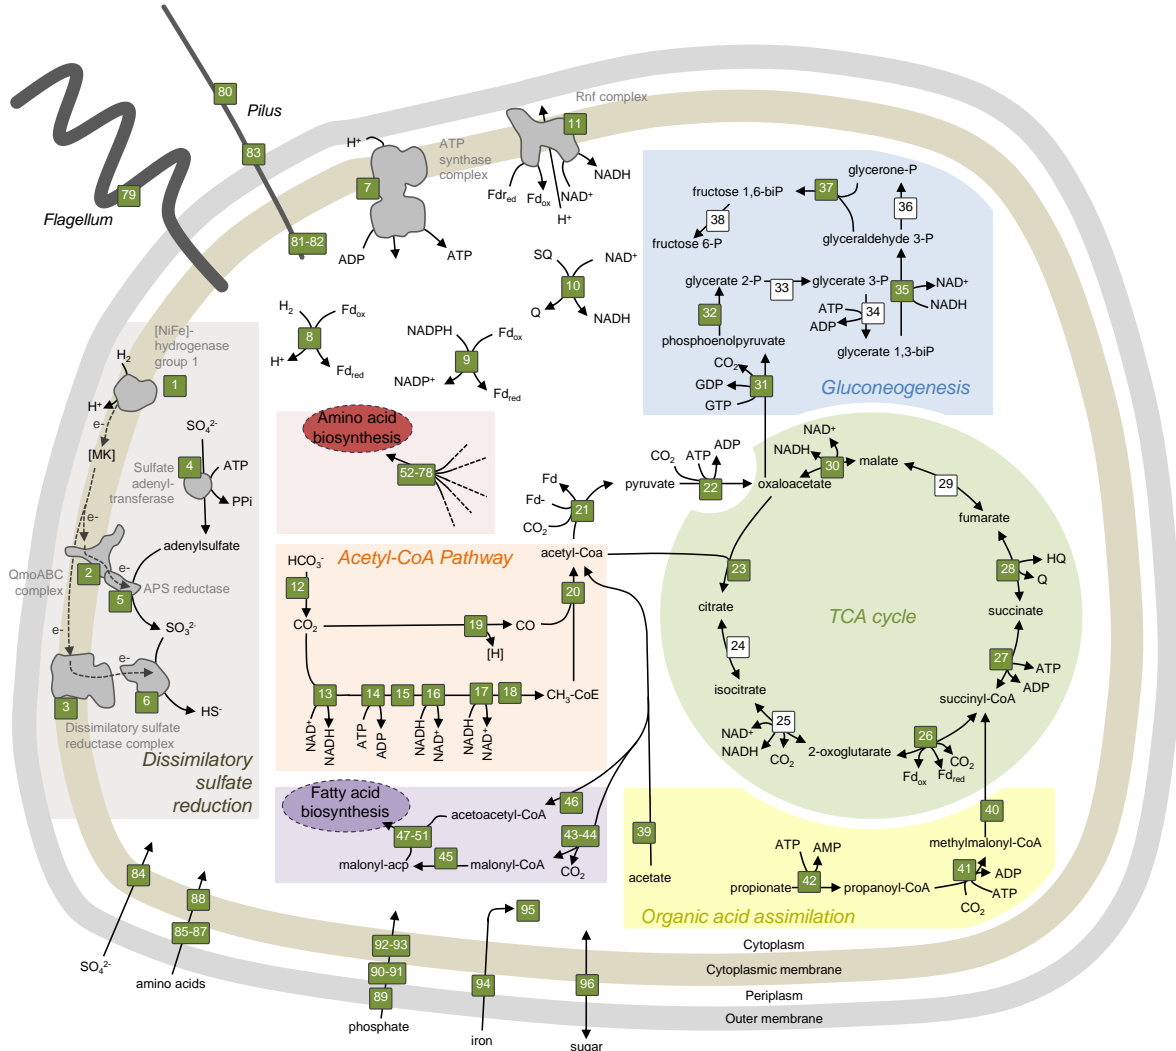 80
Pilus
83
79
Flagellum
81-82
H⁺
7
ATP
synthase
complex
ADP
ATP
Rnf complex
11
NADH
Fdr_ed
Fd_ox
NAD⁺
H⁺
SQ
NAD⁺
10
Q
NADH
H₂
Fd_ox
8
H⁺
Fd_red
NADPH
Fd_ox
9
NADP⁺
Fd_red
[NiFe]-
hydrogenase
group 1
H₂
1
H⁺
e-
[MK]
SO₄²⁻
4
Sulfate
adenyl-
transferase
ATP
PPi
e-
adenylsulfate
QmoABC
complex
2
e-
5
APS reductase
SO₃²⁻
e-
e-
3
6
HS⁻
Dissimilatory sulfate
reductase complex
Dissimilatory
sulfate
reduction
Amino acid
biosynthesis
52-78
fructose 1,6-biP
37
glycerone-P
38
36
fructose 6-P
glyceraldehyde 3-P
glycerate 2-P
33
glycerate 3-P
35
NAD⁺
NADH
32
ATP
34
ADP
phosphoenolpyruvate
glycerate 1,3-biP
CO₂
GDP
31
GTP
Gluconeogenesis
CO₂
ATP
ADP
pyruvate
22
oxaloacetate
NAD⁺
NADH
30
malate
29
fumarate
Fd
Fd-
21
CO₂
acetyl-Coa
23
28
HQ
Q
citrate
TCA cycle
succinate
24
27
ATP
ADP
isocitrate
succinyl-CoA
25
NAD⁺
NADH
CO₂
2-oxoglutarate
26
CO₂
Fd_ox
Fd_red
Acetyl-CoA Pathway
HCO₃⁻
12
20
CO₂
19
CO
[H]
13
14
15
16
17
18
CH₃-CoE
NAD⁺
NADH
ATP
ADP
NADH
NAD⁺
NADH
NAD⁺
Fatty acid
biosynthesis
46
acetoacetyl-CoA
47-51
43-44
malonyl-acp
45
malonyl-CoA
CO₂
39
acetate
40
methylmalonyl-CoA
ATP
AMP
42
propionate
propanoyl-CoA
41
ADP
ATP
CO₂
Organic acid assimilation
84
SO₄²⁻
88
85-87
amino acids
92-93
90-91
89
phosphate
95
94
iron
96
sugar
Cytoplasm
Cytoplasmic membrane
Periplasm
Outer membrane